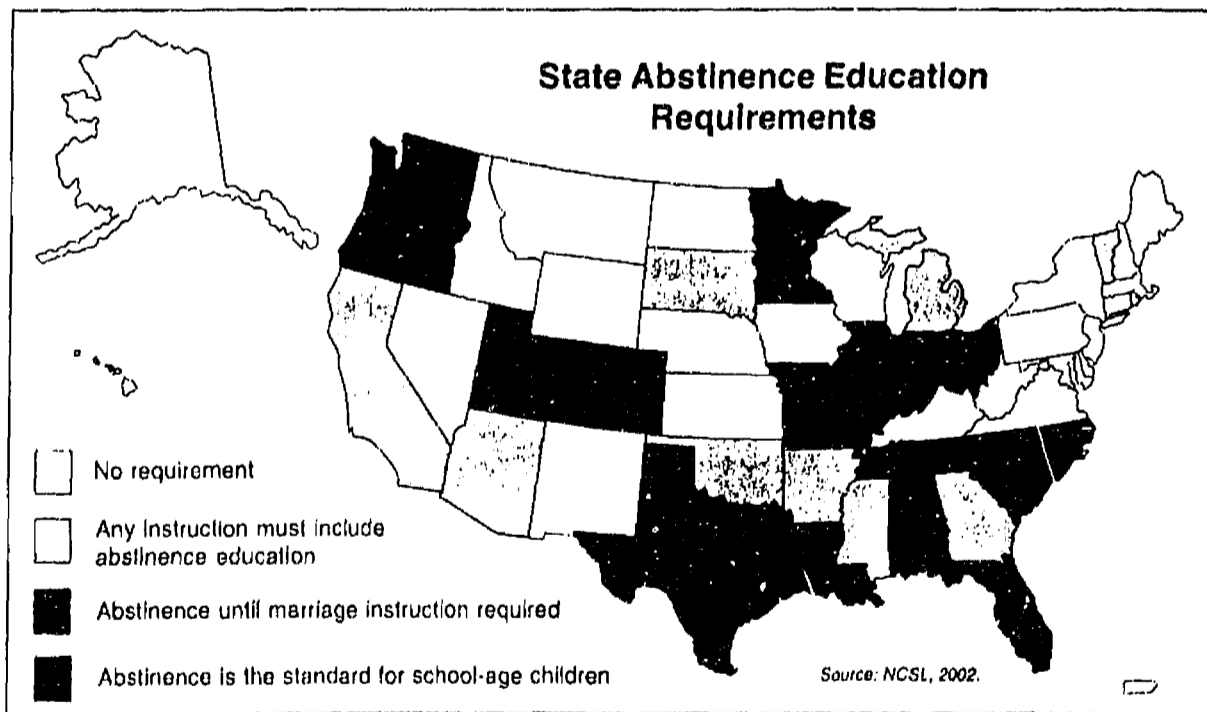 State Abstinence Education
Requirements
No requirement
Any instruction must include
abstinence education
Abstinence until marriage instruction required
Abstinence is the standard for school-age children
Source: NCSL, 2002.